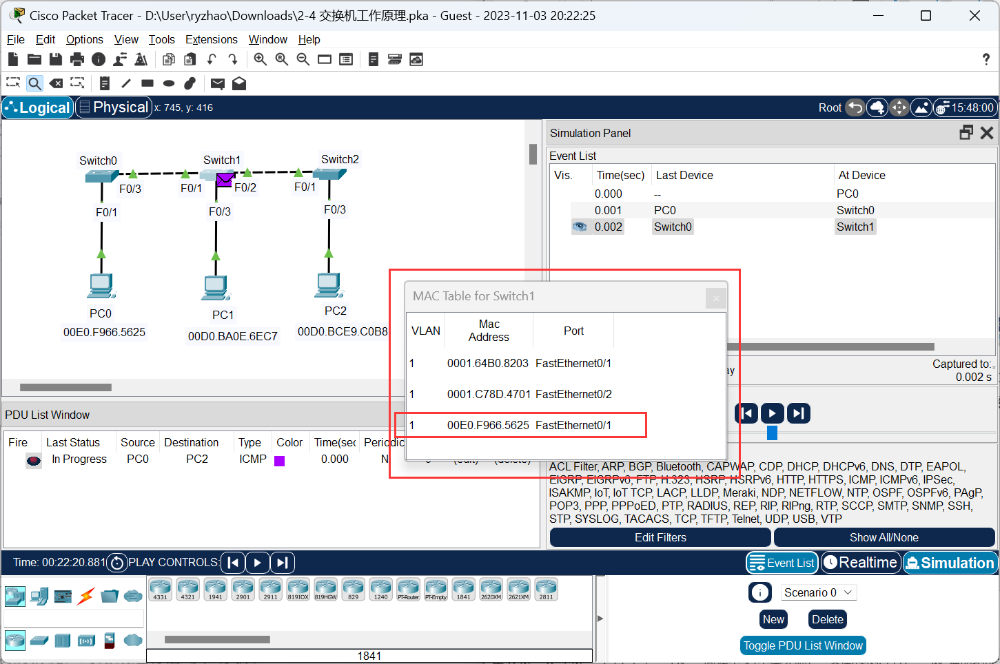 Cisco Packet Tracer - D:\User\ryzhao\Downloads\2-4 交换机工作原理.pka - Guest - 2023-11-03 20:22:25
File Edit Options View Tools Extensions Window Help
?
Logical Physical x: 745, y: 416 Root 15:48:00
Simulation Panel
Event List
Vis. Time(sec) Last Device At Device
0.000 -- PC0
0.001 PC0 Switch0
0.002 Switch0 Switch1
Switch0 Switch1 Switch2
F0/3 F0/1 F0/2 F0/1
F0/1 F0/3 F0/3
PC0 PC1 PC2
00E0.F966.5625 00D0.BA0E.6EC7 00D0.BCE9.C0B8
MAC Table for Switch1
VLAN Mac Address Port
1 0001.64B0.8203 FastEthernet0/1
1 0001.C78D.4701 FastEthernet0/2
1 00E0.F966.5625 FastEthernet0/1
Captured to:
0.002 s
PDU List Window
Fire Last Status Source Destination Type Color Time(sec Periodic
In Progress PC0 PC2 ICMP 0.000 N (edit) (delete)
ACL Filter, ARP, BGP, Bluetooth, CAPWAP, CDP, DHCP, DHCPv6, DNS, DTP, EAPOL,
EIGRP, EIGRPv6, FTP, H.323, HSRP, HSRPv6, HTTP, HTTPS, ICMP, ICMPv6, IPSec,
ISAKMP, IoT, IoT TCP, LACP, LLDP, Meraki, NDP, NETFLOW, NTP, OSPF, OSPFv6, PAgP,
POP3, PPP, PPPoED, PTP, RADIUS, REP, RIP, RIPng, RTP, SCCP, SMTP, SNMP, SSH,
STP, SYSLOG, TACACS, TCP, TFTP, Telnet, UDP, USB, VTP
Edit Filters Show All/None
Time: 00:22:20.881 PLAY CONTROLS: Event List Realtime Simulation
4331 4321 1941 2901 2911 819IOX 819HGW 829 1240 PT-Router PT-Empty 1841 2620XM 2621XM 2811
Scenario 0
New Delete
Toggle PDU List Window
1841